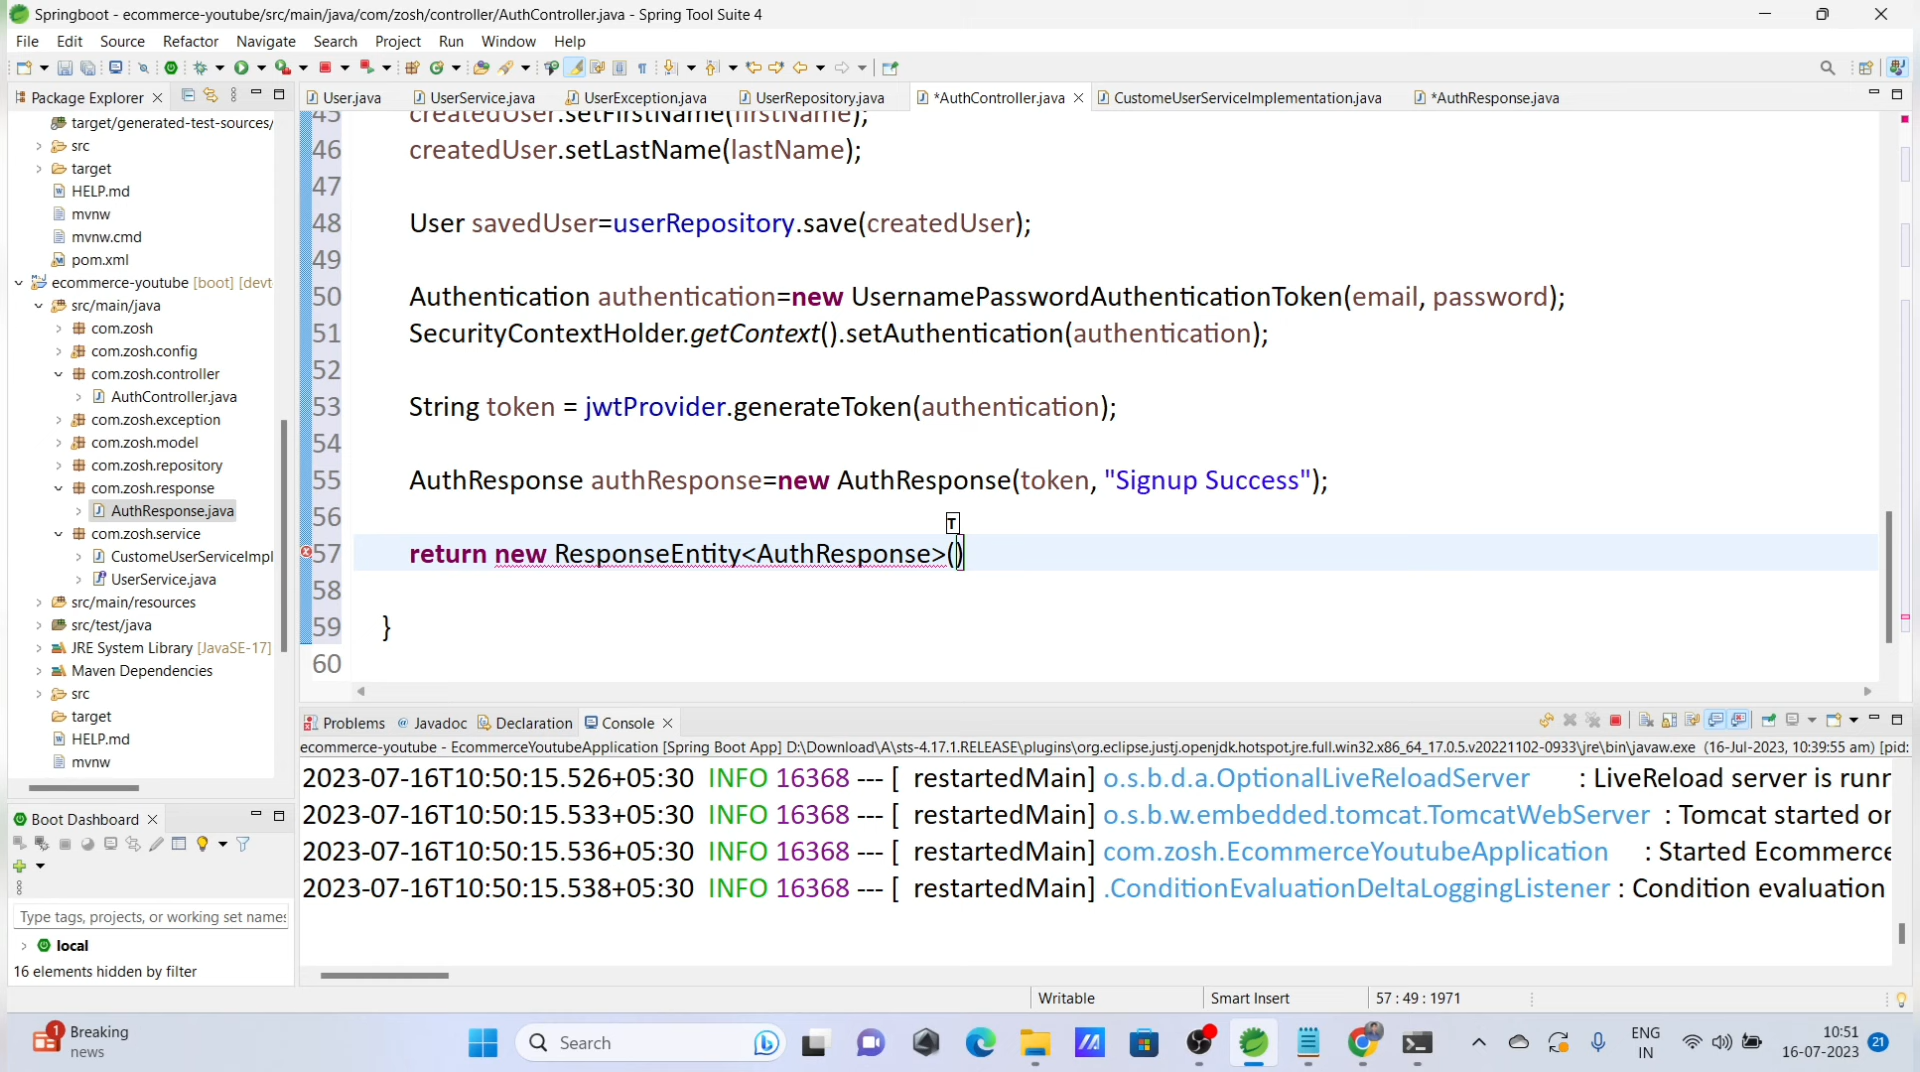 Springboot - ecommerce-youtube/src/main/java/com/zosh/controller/AuthController.java - Spring Tool Suite 4
File Edit Source Refactor Navigate Search Project Run Window Help
Package Explorer
User.java UserService.java UserException.java UserRepository.java *AuthController.java CustomeUserServiceImplementation.java *AuthResponse.java
target/generated-test-sources/
src
target
HELP.md
mvnw
mvnw.cmd
pom.xml
ecommerce-youtube [boot] [devt
src/main/java
com.zosh
com.zosh.config
com.zosh.controller
AuthController.java
com.zosh.exception
com.zosh.model
com.zosh.repository
com.zosh.response
AuthResponse.java
com.zosh.service
CustomeUserServiceImpl
UserService.java
src/main/resources
src/test/java
JRE System Library [JavaSE-17]
Maven Dependencies
src
target
HELP.md
mvnw
45 createdUser.setFirstName(firstName);
46 createdUser.setLastName(lastName);
47
48 User savedUser=userRepository.save(createdUser);
49
50 Authentication authentication=new UsernamePasswordAuthenticationToken(email, password);
51 SecurityContextHolder.getContext().setAuthentication(authentication);
52
53 String token = jwtProvider.generateToken(authentication);
54
55 AuthResponse authResponse=new AuthResponse(token, "Signup Success");
56
57 return new ResponseEntity<AuthResponse>()
58
59 }
60
Problems @ Javadoc Declaration Console
ecommerce-youtube - EcommerceYoutubeApplication [Spring Boot App] D:\Download\A\sts-4.17.1.RELEASE\plugins\org.eclipse.justj.openjdk.hotspot.jre.full.win32.x86_64_17.0.5.v20221102-0933\jre\bin\javaw.exe (16-Jul-2023, 10:39:55 am) [pid:
2023-07-16T10:50:15.526+05:30 INFO 16368 --- [ restartedMain] o.s.b.d.a.OptionalLiveReloadServer : LiveReload server is runr
2023-07-16T10:50:15.533+05:30 INFO 16368 --- [ restartedMain] o.s.b.w.embedded.tomcat.TomcatWebServer : Tomcat started or
2023-07-16T10:50:15.536+05:30 INFO 16368 --- [ restartedMain] com.zosh.EcommerceYoutubeApplication : Started Ecommerce
2023-07-16T10:50:15.538+05:30 INFO 16368 --- [ restartedMain] .ConditionEvaluationDeltaLoggingListener : Condition evaluation
Boot Dashboard
Type tags, projects, or working set names
local
16 elements hidden by filter
Writable Smart Insert 57 : 49 : 1971
1 Breaking
news
Search
ENG
IN
10:51
16-07-2023
21